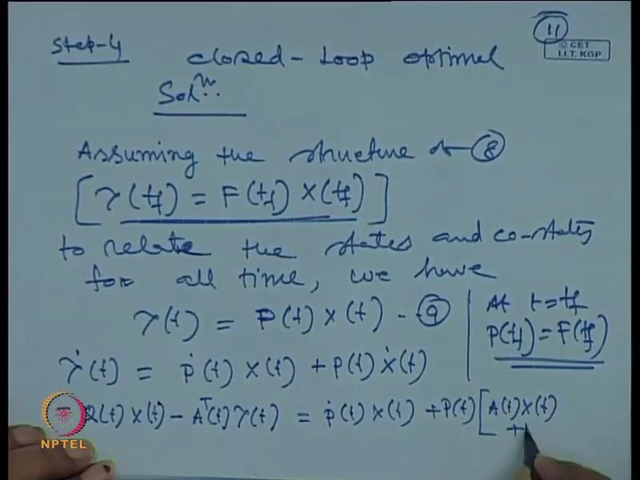 11
© CET
I.I.T. KGP
Step-4 closed-Loop optimal
Solⁿ:
Assuming the structure of (8)
[λ(tf) = F(tf) X(tf)]
to relate the states and co-states
for all time, we have
λ(t) = P(t) X(t) - (9)
At t=tf
P(tf)=F(tf)
λ̇(t) = Ṗ(t) X(t) + P(t) Ẋ(t)
Q(t) X(t) - Aᵀ(t) λ(t) = Ṗ(t) X(t) + P(t) [A(t)X(t)
+
NPTEL